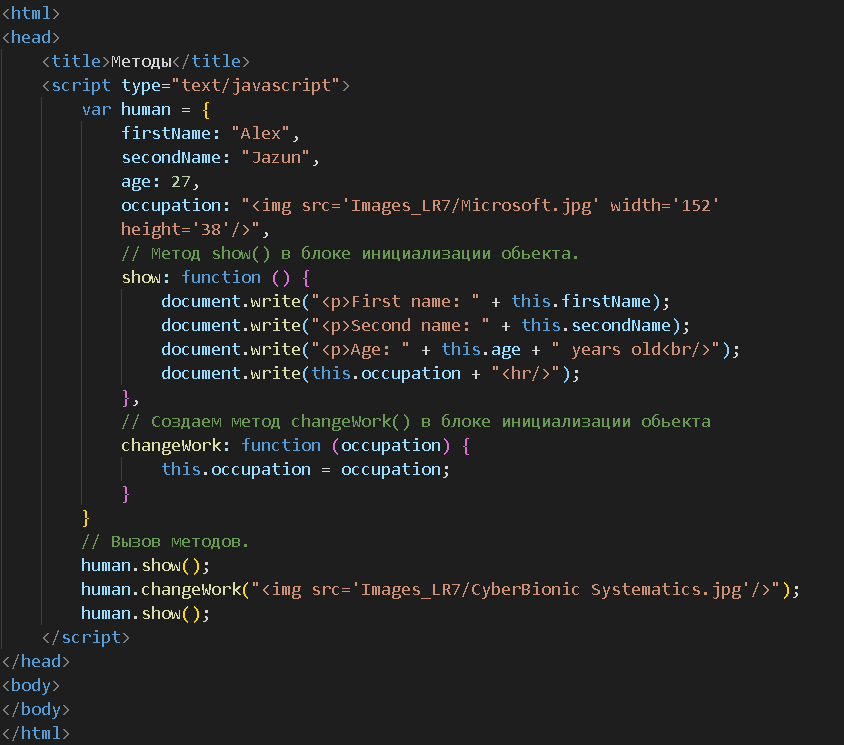 <html>
<head>
    <title>Методы</title>
    <script type="text/javascript">
        var human = {
            firstName: "Alex",
            secondName: "Jazun",
            age: 27,
            occupation: "<img src='Images_LR7/Microsoft.jpg' width='152'
            height='38'/>",
            // Метод show() в блоке инициализации обьекта.
            show: function () {
                document.write("<p>First name: " + this.firstName);
                document.write("<p>Second name: " + this.secondName);
                document.write("<p>Age: " + this.age + " years old<br/>");
                document.write(this.occupation + "<hr/>");
            },
            // Создаем метод changeWork() в блоке инициализации обьекта
            changeWork: function (occupation) {
                this.occupation = occupation;
            }
        }
        // Вызов методов.
        human.show();
        human.changeWork("<img src='Images_LR7/CyberBionic Systematics.jpg'/>");
        human.show();
    </script>
</head>
<body>
</body>
</html>